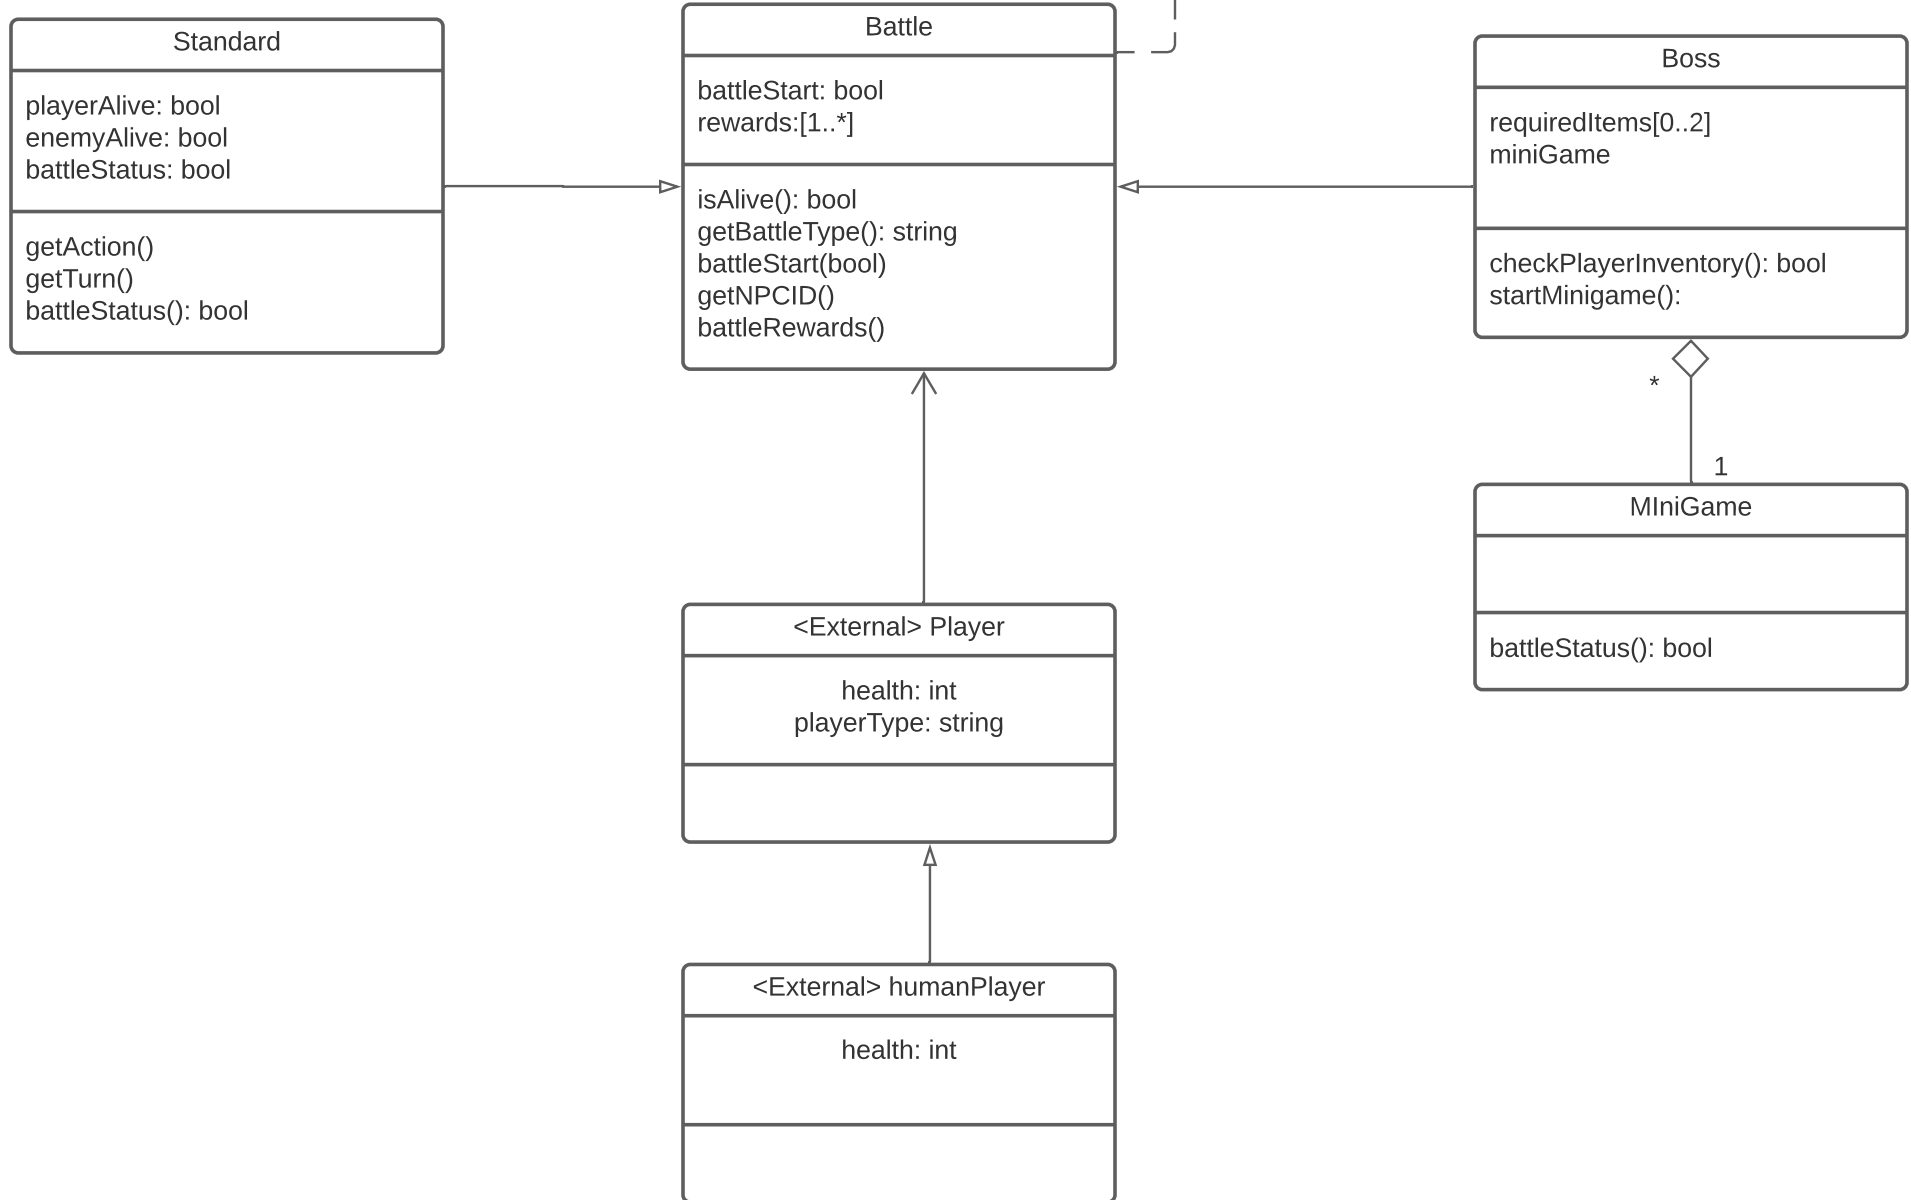 Standard
playerAlive: bool
enemyAlive: bool
battleStatus: bool
getAction()
getTurn()
battleStatus(): bool
Battle
battleStart: bool
rewards:[1..*]
isAlive(): bool
getBattleType(): string
battleStart(bool)
getNPCID()
battleRewards()
Boss
requiredItems[0..2]
miniGame
checkPlayerInventory(): bool
startMinigame():
*
1
MIniGame
battleStatus(): bool
<External> Player
health: int
playerType: string
<External> humanPlayer
health: int